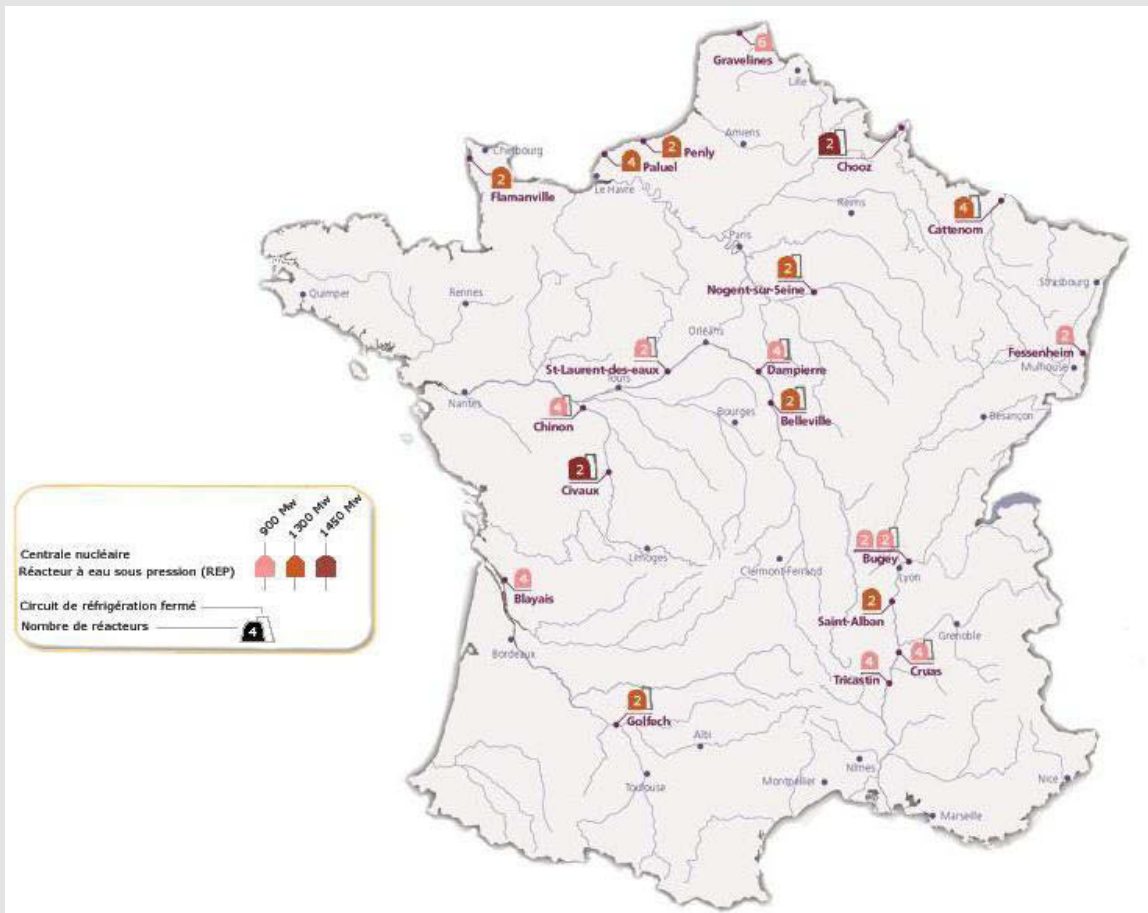 6
Gravelines
Lille
Amiens
2
Chooz
Cherbourg
2
Penly
4
Paluel
2
Flamanville
Le Havre
Reims
4
Cattenom
Paris
2
Nogent-sur-Seine
Strasbourg
Quimper
Rennes
2
Fessenheim
Mulhouse
Orléans
2
St-Laurent-des-eaux
4
Dampierre
Tours
Nantes
4
Chinon
Bourges
2
Belleville
Besançon
2
Civaux
Limoges
Clermont-Ferrand
2 2
Bugey
Lyon
4
Blayais
2
Saint-Alban
Grenoble
Bordeaux
4
Tricastin
4
Cruas
2
Golfech
Albi
Toulouse
Montpellier
Nîmes
Nice
Marseille
900 Mw
1300 Mw
1450 Mw
Centrale nucléaire
Réacteur à eau sous pression (REP)
Circuit de réfrigération fermé
Nombre de réacteurs
4